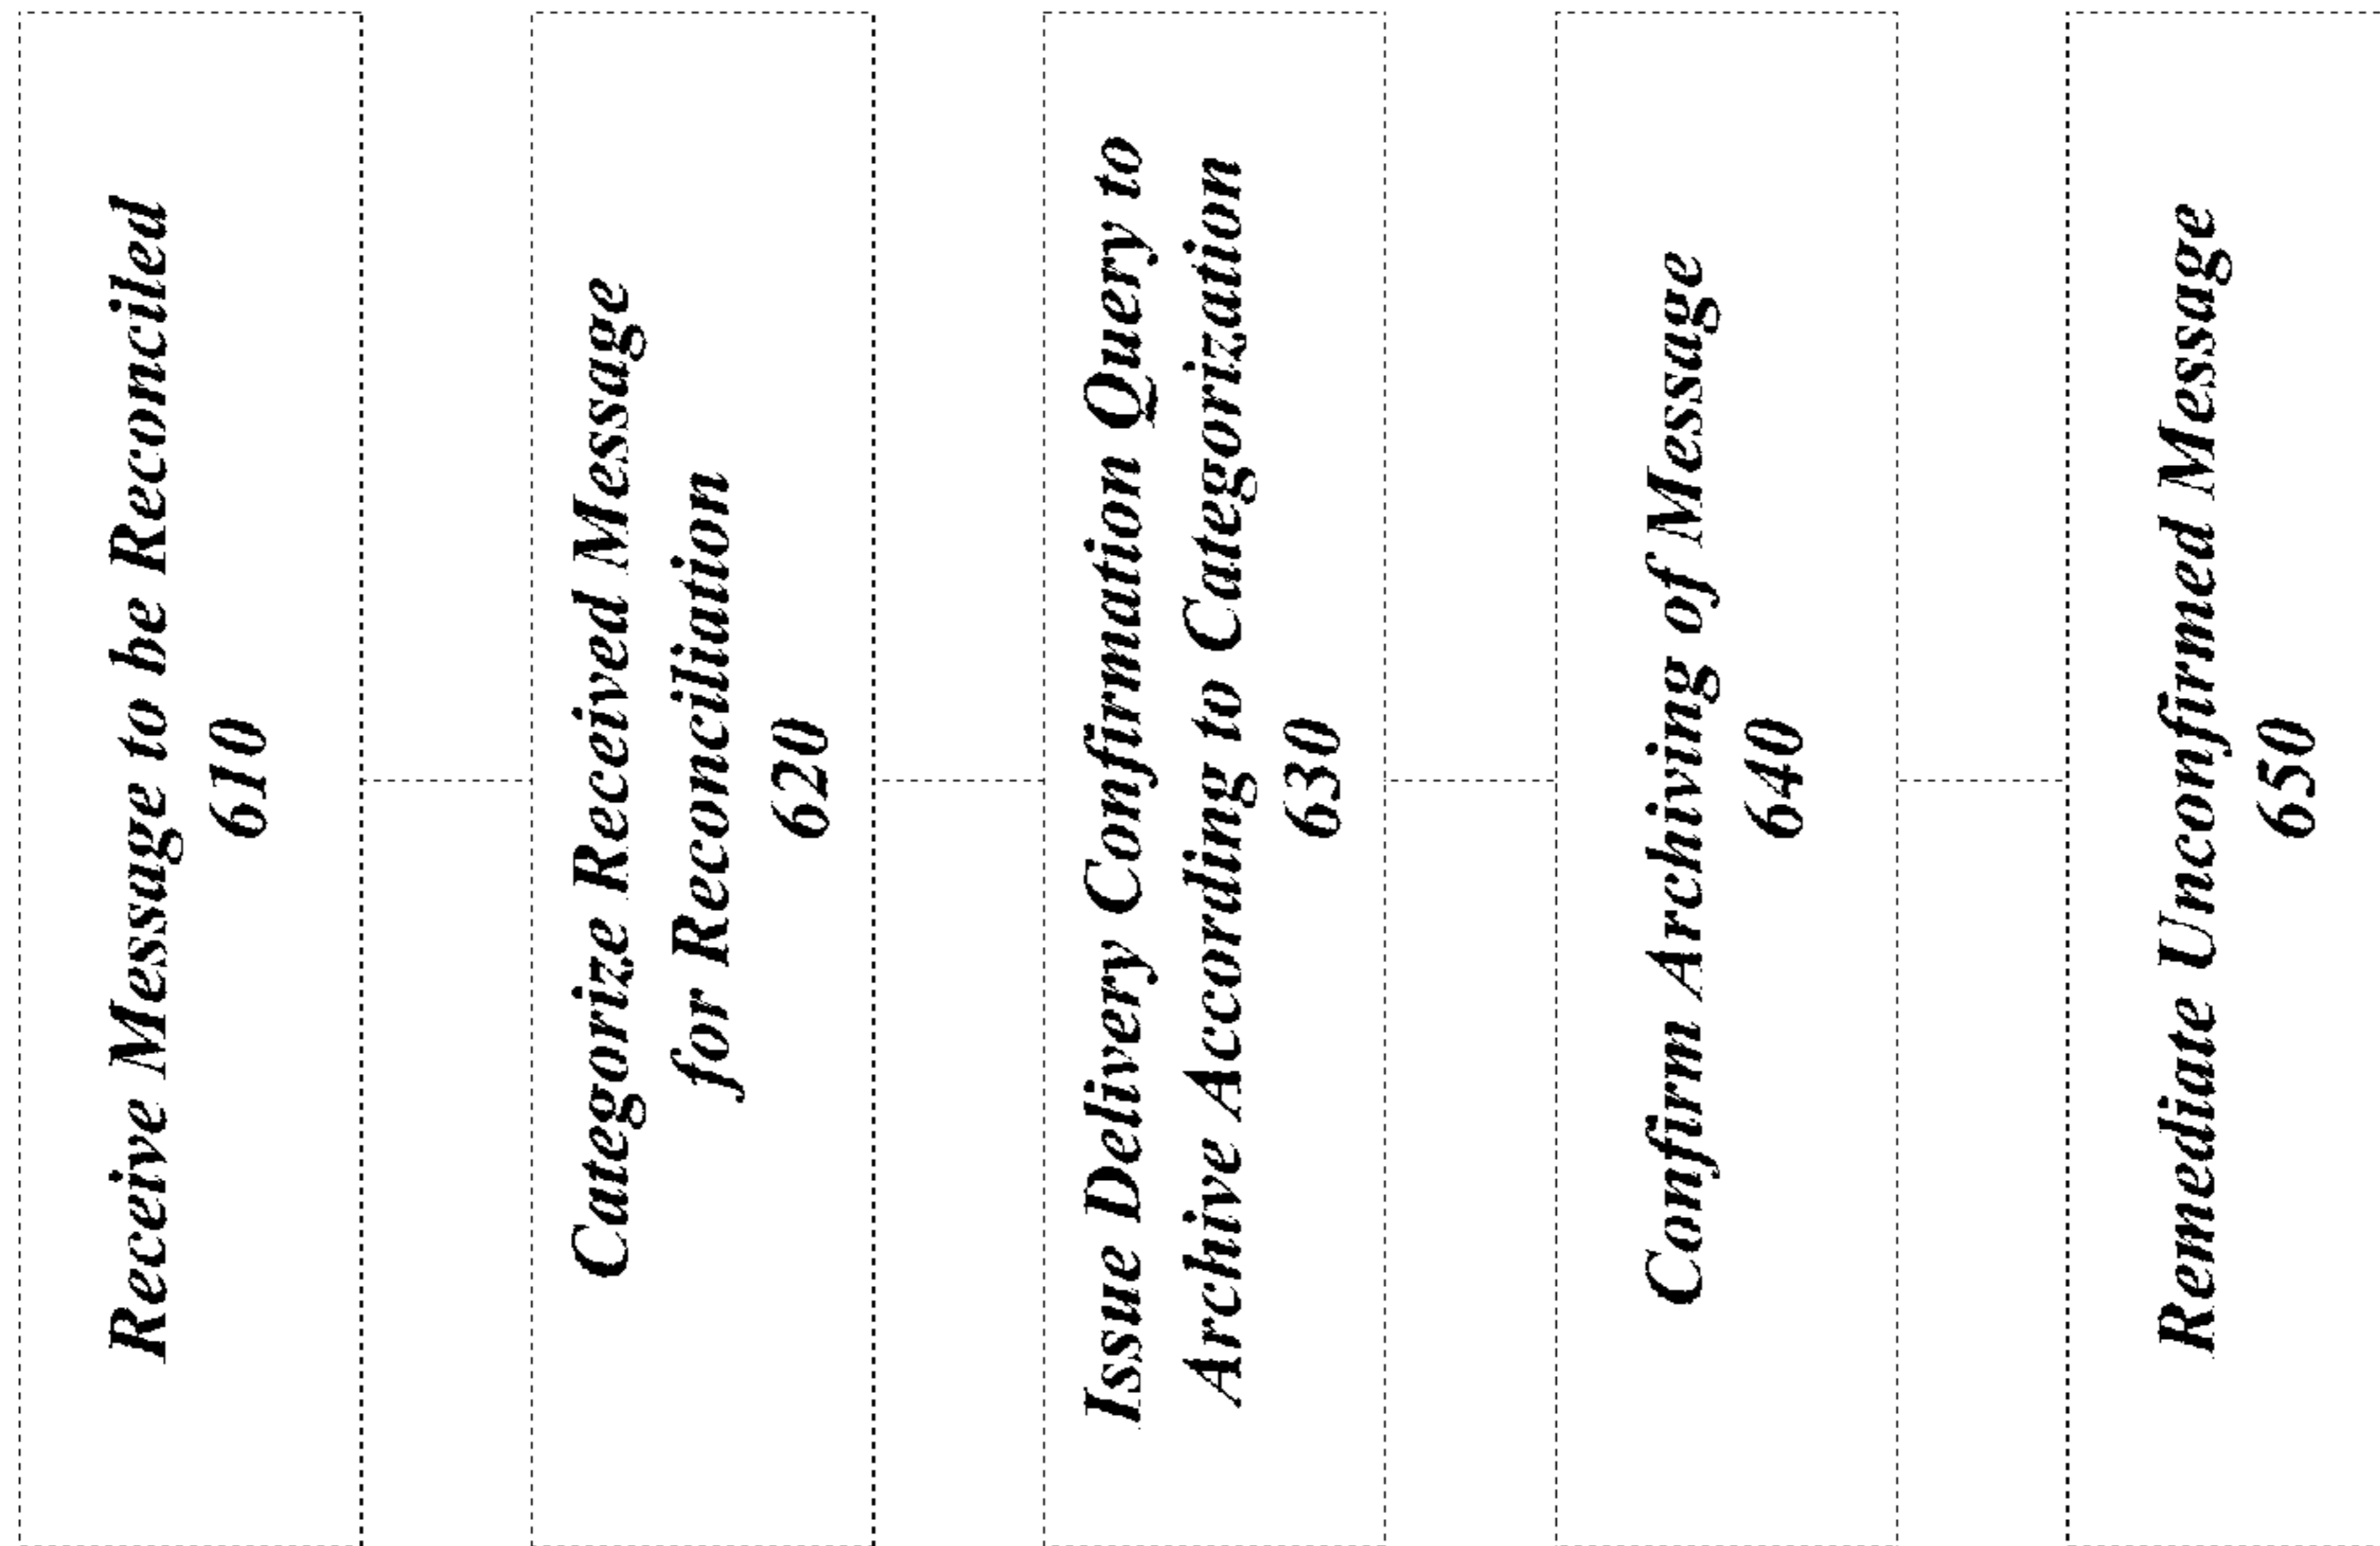 Receive Message to be Reconciled
610
Categorize Received Message
for Reconciliation
620
Issue Delivery Confirmation Query to
Archive According to Categorization
630
Confirm Archiving of Message
640
Remediate Unconfirmed Message
650